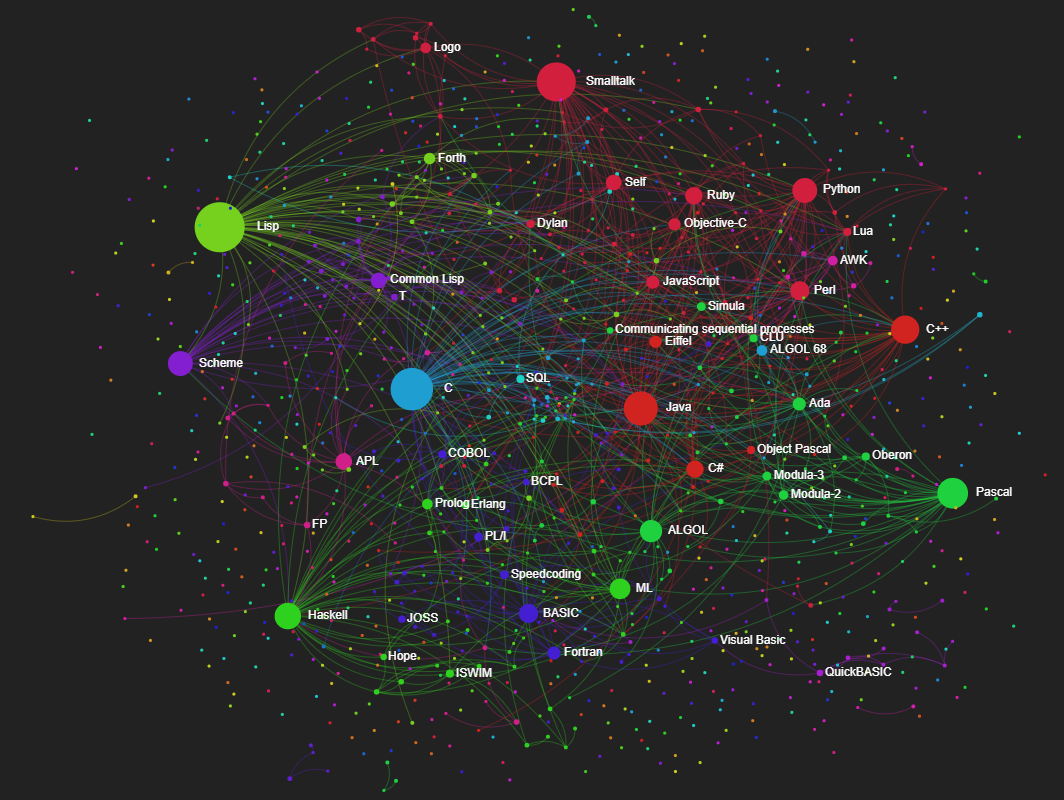 Logo
Smalltalk
Forth
Self
Ruby
Python
Lisp
Dylan
Objective-C
Lua
AWK
Common Lisp
JavaScript
Perl
T
Simula
Communicating sequential processes
C++
Eiffel
CLU
ALGOL 68
Scheme
SQL
C
Java
Ada
COBOL
Object Pascal
Oberon
APL
C#
Modula-3
BCPL
Modula-2
Pascal
Prolog
Erlang
FP
PL/I
ALGOL
Speedcoding
ML
Haskell
JOSS
BASIC
Visual Basic
Hope
Fortran
ISWIM
QuickBASIC